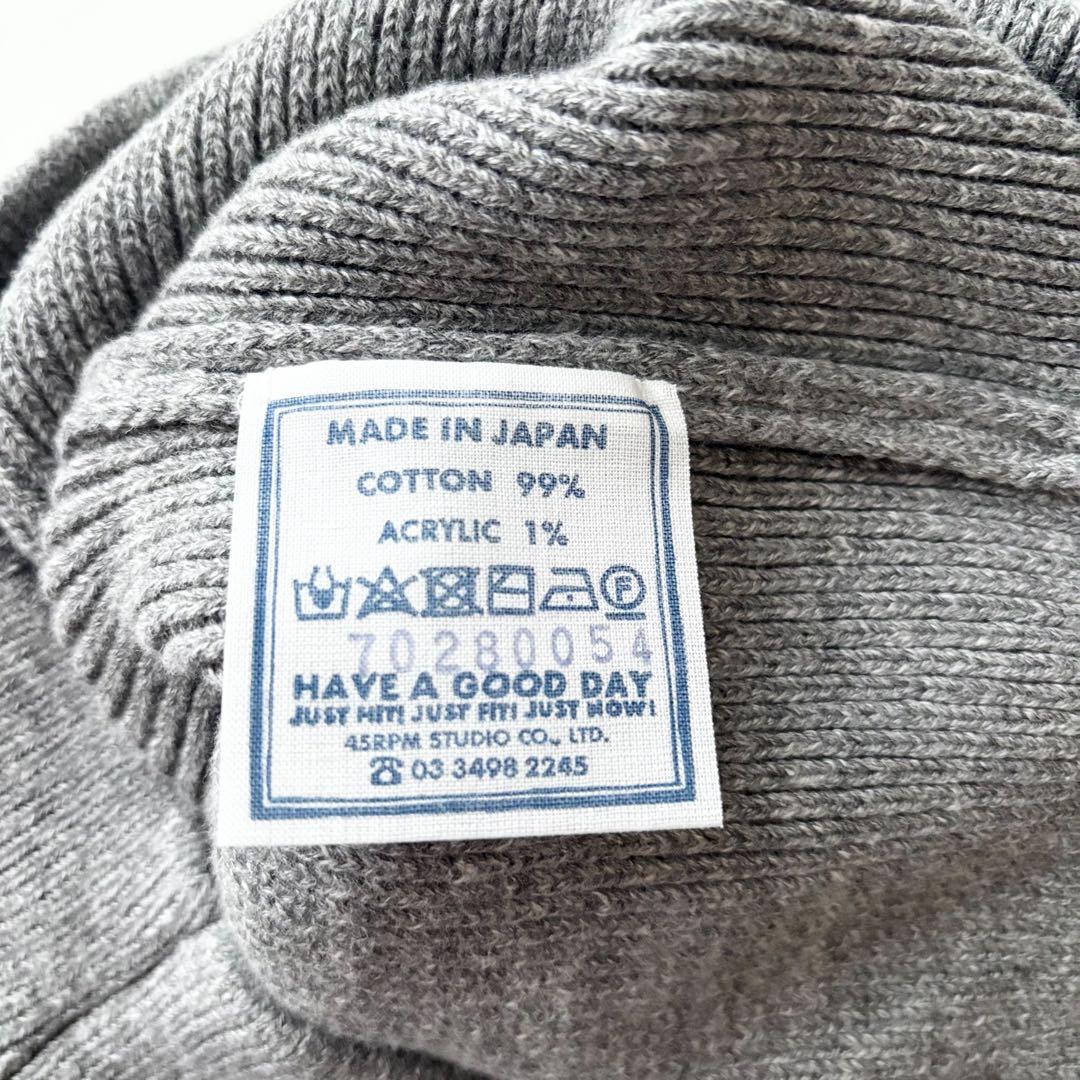 MADE IN JAPAN
COTTON 99%
ACRYLIC 1%
F
70280054
HAVE A GOOD DAY
JUST HIT! JUST FIT! JUST NOW!
45RPM STUDIO CO., LTD.
☎ 03 3498 2245